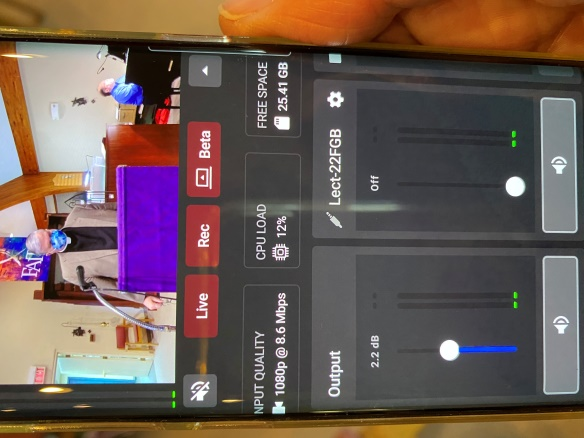 Live
Rec
Beta
NPUT QUALITY
1080p @ 8.6 Mbps
CPU LOAD
12%
FREE SPACE
25.41 GB
Output
2.2 dB
Lect-22FGB
Off